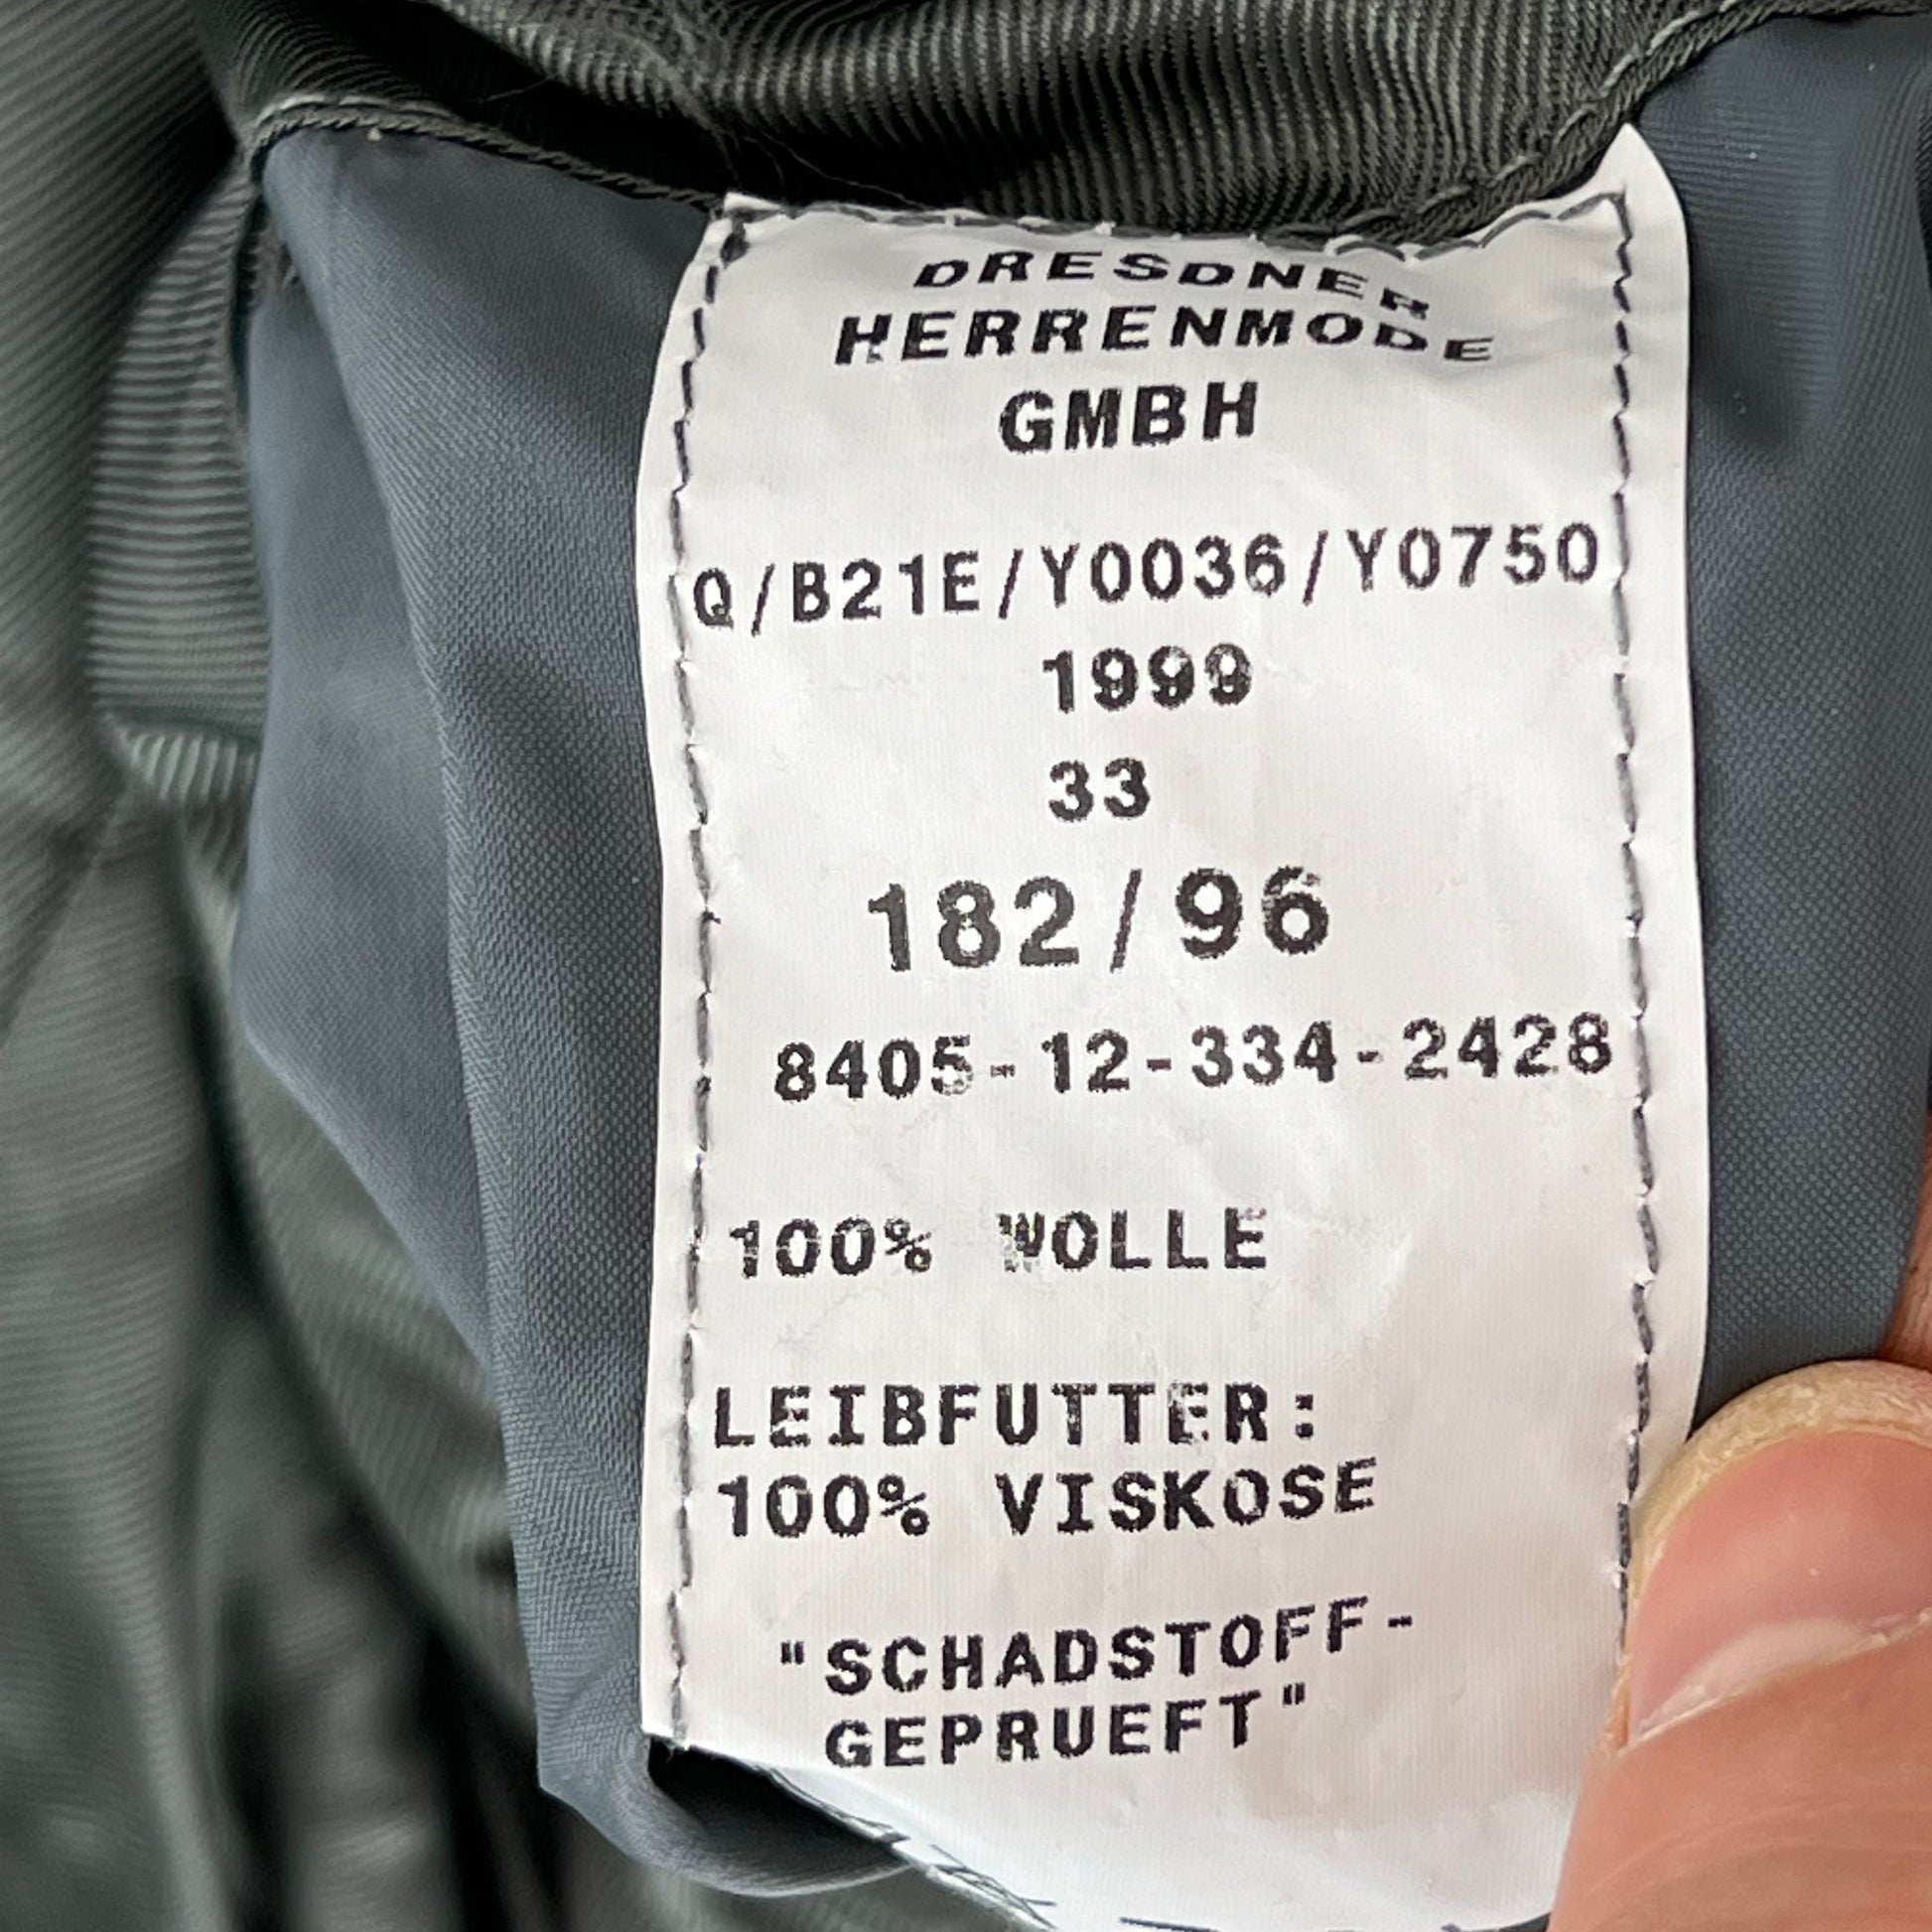 DRESDNER
HERRENMODE
GMBH
Q/B21E/Y0036/Y0750
1999
33
182/96
8405-12-334-2428
100% WOLLE
LEIBFUTTER:
100% VISKOSE
"SCHADSTOFF-
GEPRUEFT"